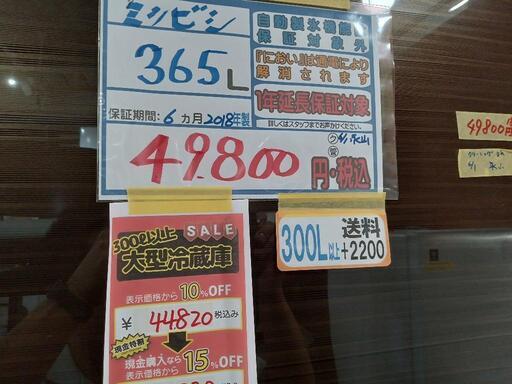 ミツビシ
365L
保証期間:6ヵ月2018年製
49800
円・税込
自動製氷機能
保証対象外
『におい』は通電により
解消されます
1年延長保証対象
詳しくはスタッフまでお声かけください。
300ℓ以上 SALE
大型冷蔵庫
表示価格から 10%OFF
¥ 44820 税込み
現金特割
現金購入なら 15%OFF
表示価格から
300L以上
送料
+2200
49800